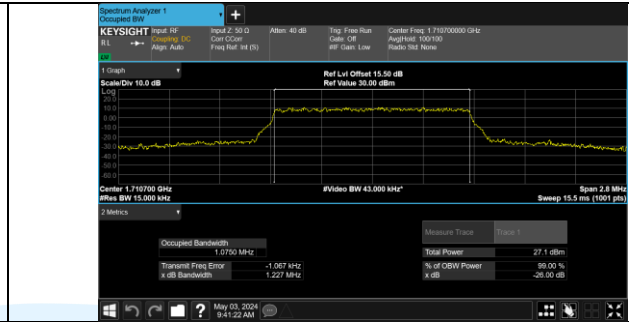 Spectrum Analyzer 1
Occupied BW
+
KEYSIGHT Input: RF Input Z: 50 Ω Atten: 40 dB Trig: Free Run Center Freq: 1.710700000 GHz
RL Coupling: DC Corr CCorr Gate: Off Avg|Hold: 100/100
Align: Auto Freq Ref: Int (S) #IF Gain: Low Radio Std: None
1 Graph
Ref Lvl Offset 15.50 dB
Scale/Div 10.0 dB Ref Value 30.00 dBm
Log
20.0
10.0
0.00
-10.0
-20.0
-30.0
-40.0
-50.0
-60.0
Center 1.710700 GHz #Video BW 43.000 kHz* Span 2.8 MHz
#Res BW 15.000 kHz Sweep 15.5 ms (1001 pts)
2 Metrics
Measure Trace Trace 1
Occupied Bandwidth
1.0750 MHz Total Power 27.1 dBm
Transmit Freq Error -1.067 kHz % of OBW Power 99.00 %
x dB Bandwidth 1.227 MHz x dB -26.00 dB
? May 03, 2024
9:41:22 AM